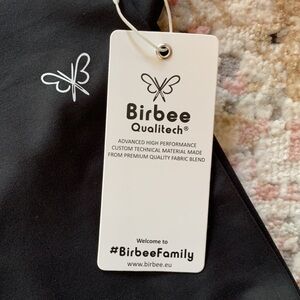 Birbee
Qualitech®
ADVANCED HIGH PERFORMANCE
CUSTOM TECHNICAL MATERIAL MADE
FROM PREMIUM QUALITY FABRIC BLEND
Welcome to
#BirbeeFamily
www.birbee.eu